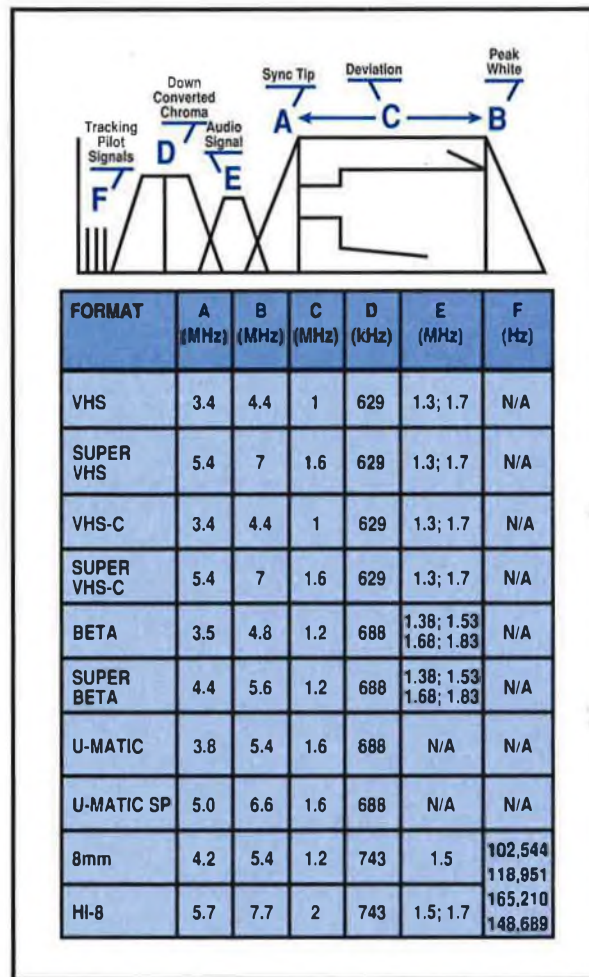 Peak
White
Sync Tip
Deviation
Down
Converted
Chroma
A
C
B
Tracking
Pilot
Signals
Audio
Signal
D
E
F
FORMAT A (MHz) B (MHz) C (MHz) D (kHz) E (MHz) F (Hz)
VHS 3.4 4.4 1 629 1.3; 1.7 N/A
SUPER VHS 5.4 7 1.6 629 1.3; 1.7 N/A
VHS-C 3.4 4.4 1 629 1.3; 1.7 N/A
SUPER VHS-C 5.4 7 1.6 629 1.3; 1.7 N/A
BETA 3.5 4.8 1.2 688 1.38; 1.53 1.68; 1.83 N/A
SUPER BETA 4.4 5.6 1.2 688 1.38; 1.53 1.68; 1.83 N/A
U-MATIC 3.8 5.4 1.6 688 N/A N/A
U-MATIC SP 5.0 6.6 1.6 688 N/A N/A
8mm 4.2 5.4 1.2 743 1.5 102,544 118,951
HI-8 5.7 7.7 2 743 1.5; 1.7 165,210 148,689